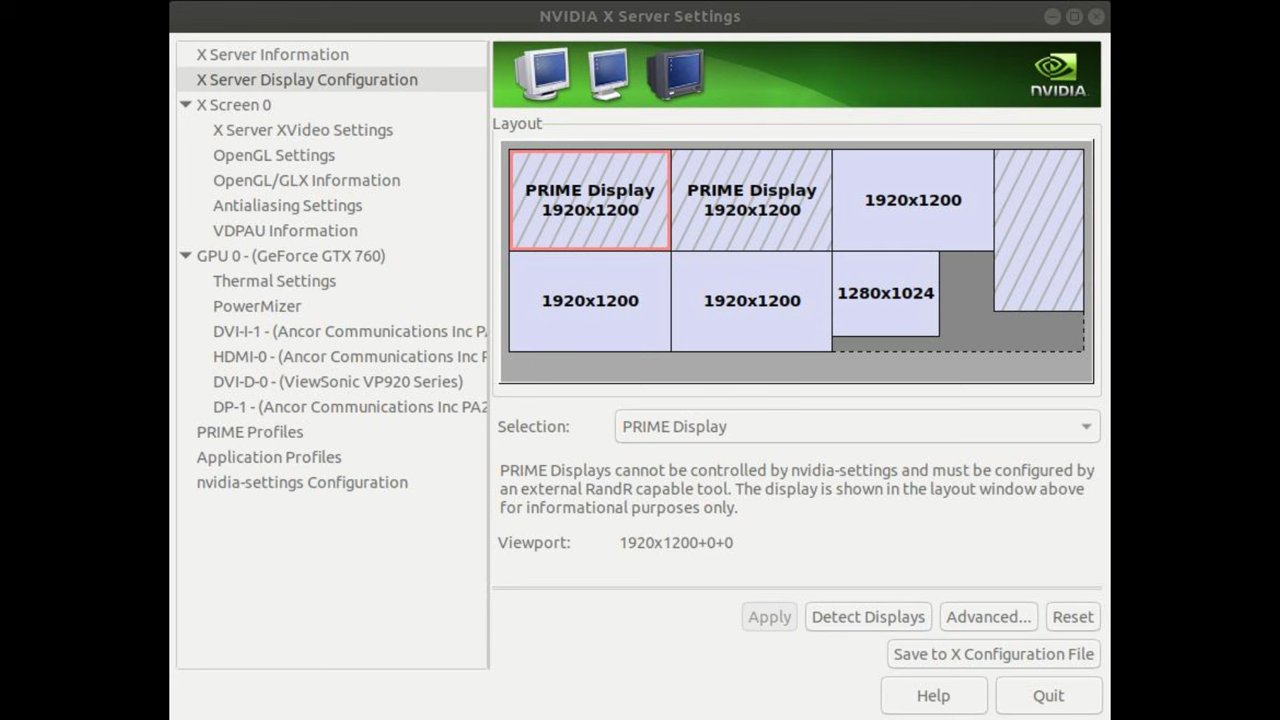 NVIDIA X Server Settings
X Server Information
X Server Display Configuration
X Screen 0
X Server XVideo Settings
OpenGL Settings
OpenGL/GLX Information
Antialiasing Settings
VDPAU Information
GPU 0 - (GeForce GTX 760)
Thermal Settings
PowerMizer
DVI-I-1 - (Ancor Communications Inc PA
HDMI-0 - (Ancor Communications Inc P
DVI-D-0 - (ViewSonic VP920 Series)
DP-1 - (Ancor Communications Inc PA2
PRIME Profiles
Application Profiles
nvidia-settings Configuration
NVIDIA
Layout
PRIME Display
1920x1200
PRIME Display
1920x1200
1920x1200
1920x1200
1920x1200
1280x1024
Selection: PRIME Display
PRIME Displays cannot be controlled by nvidia-settings and must be configured by
an external RandR capable tool. The display is shown in the layout window above
for informational purposes only.
Viewport: 1920x1200+0+0
Apply Detect Displays Advanced... Reset
Save to X Configuration File
Help Quit